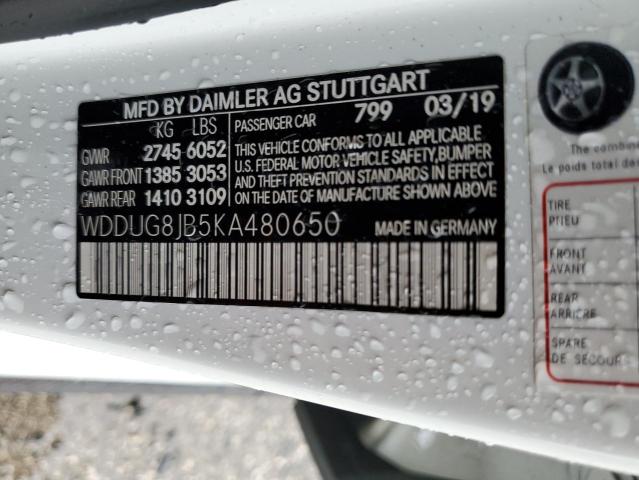 MFD BY DAIMLER AG STUTTGART
KG LBS
GVWR 2745 6052
GAWR FRONT 1385 3053
GAWR REAR 1410 3109
PASSENGER CAR 799 03/19
THIS VEHICLE CONFORMS TO ALL APPLICABLE
U.S. FEDERAL MOTOR VEHICLE SAFETY, BUMPER
AND THEFT PREVENTION STANDARDS IN EFFECT
ON THE DATE OF MANUFACTURE SHOWN ABOVE
WDDUG8JB5KA480650 MADE IN GERMANY
The combine
Le poids total de
TIRE
PNEU
FRONT
AVANT
REAR
ARRIÈRE
SPARE
DE SECOUR